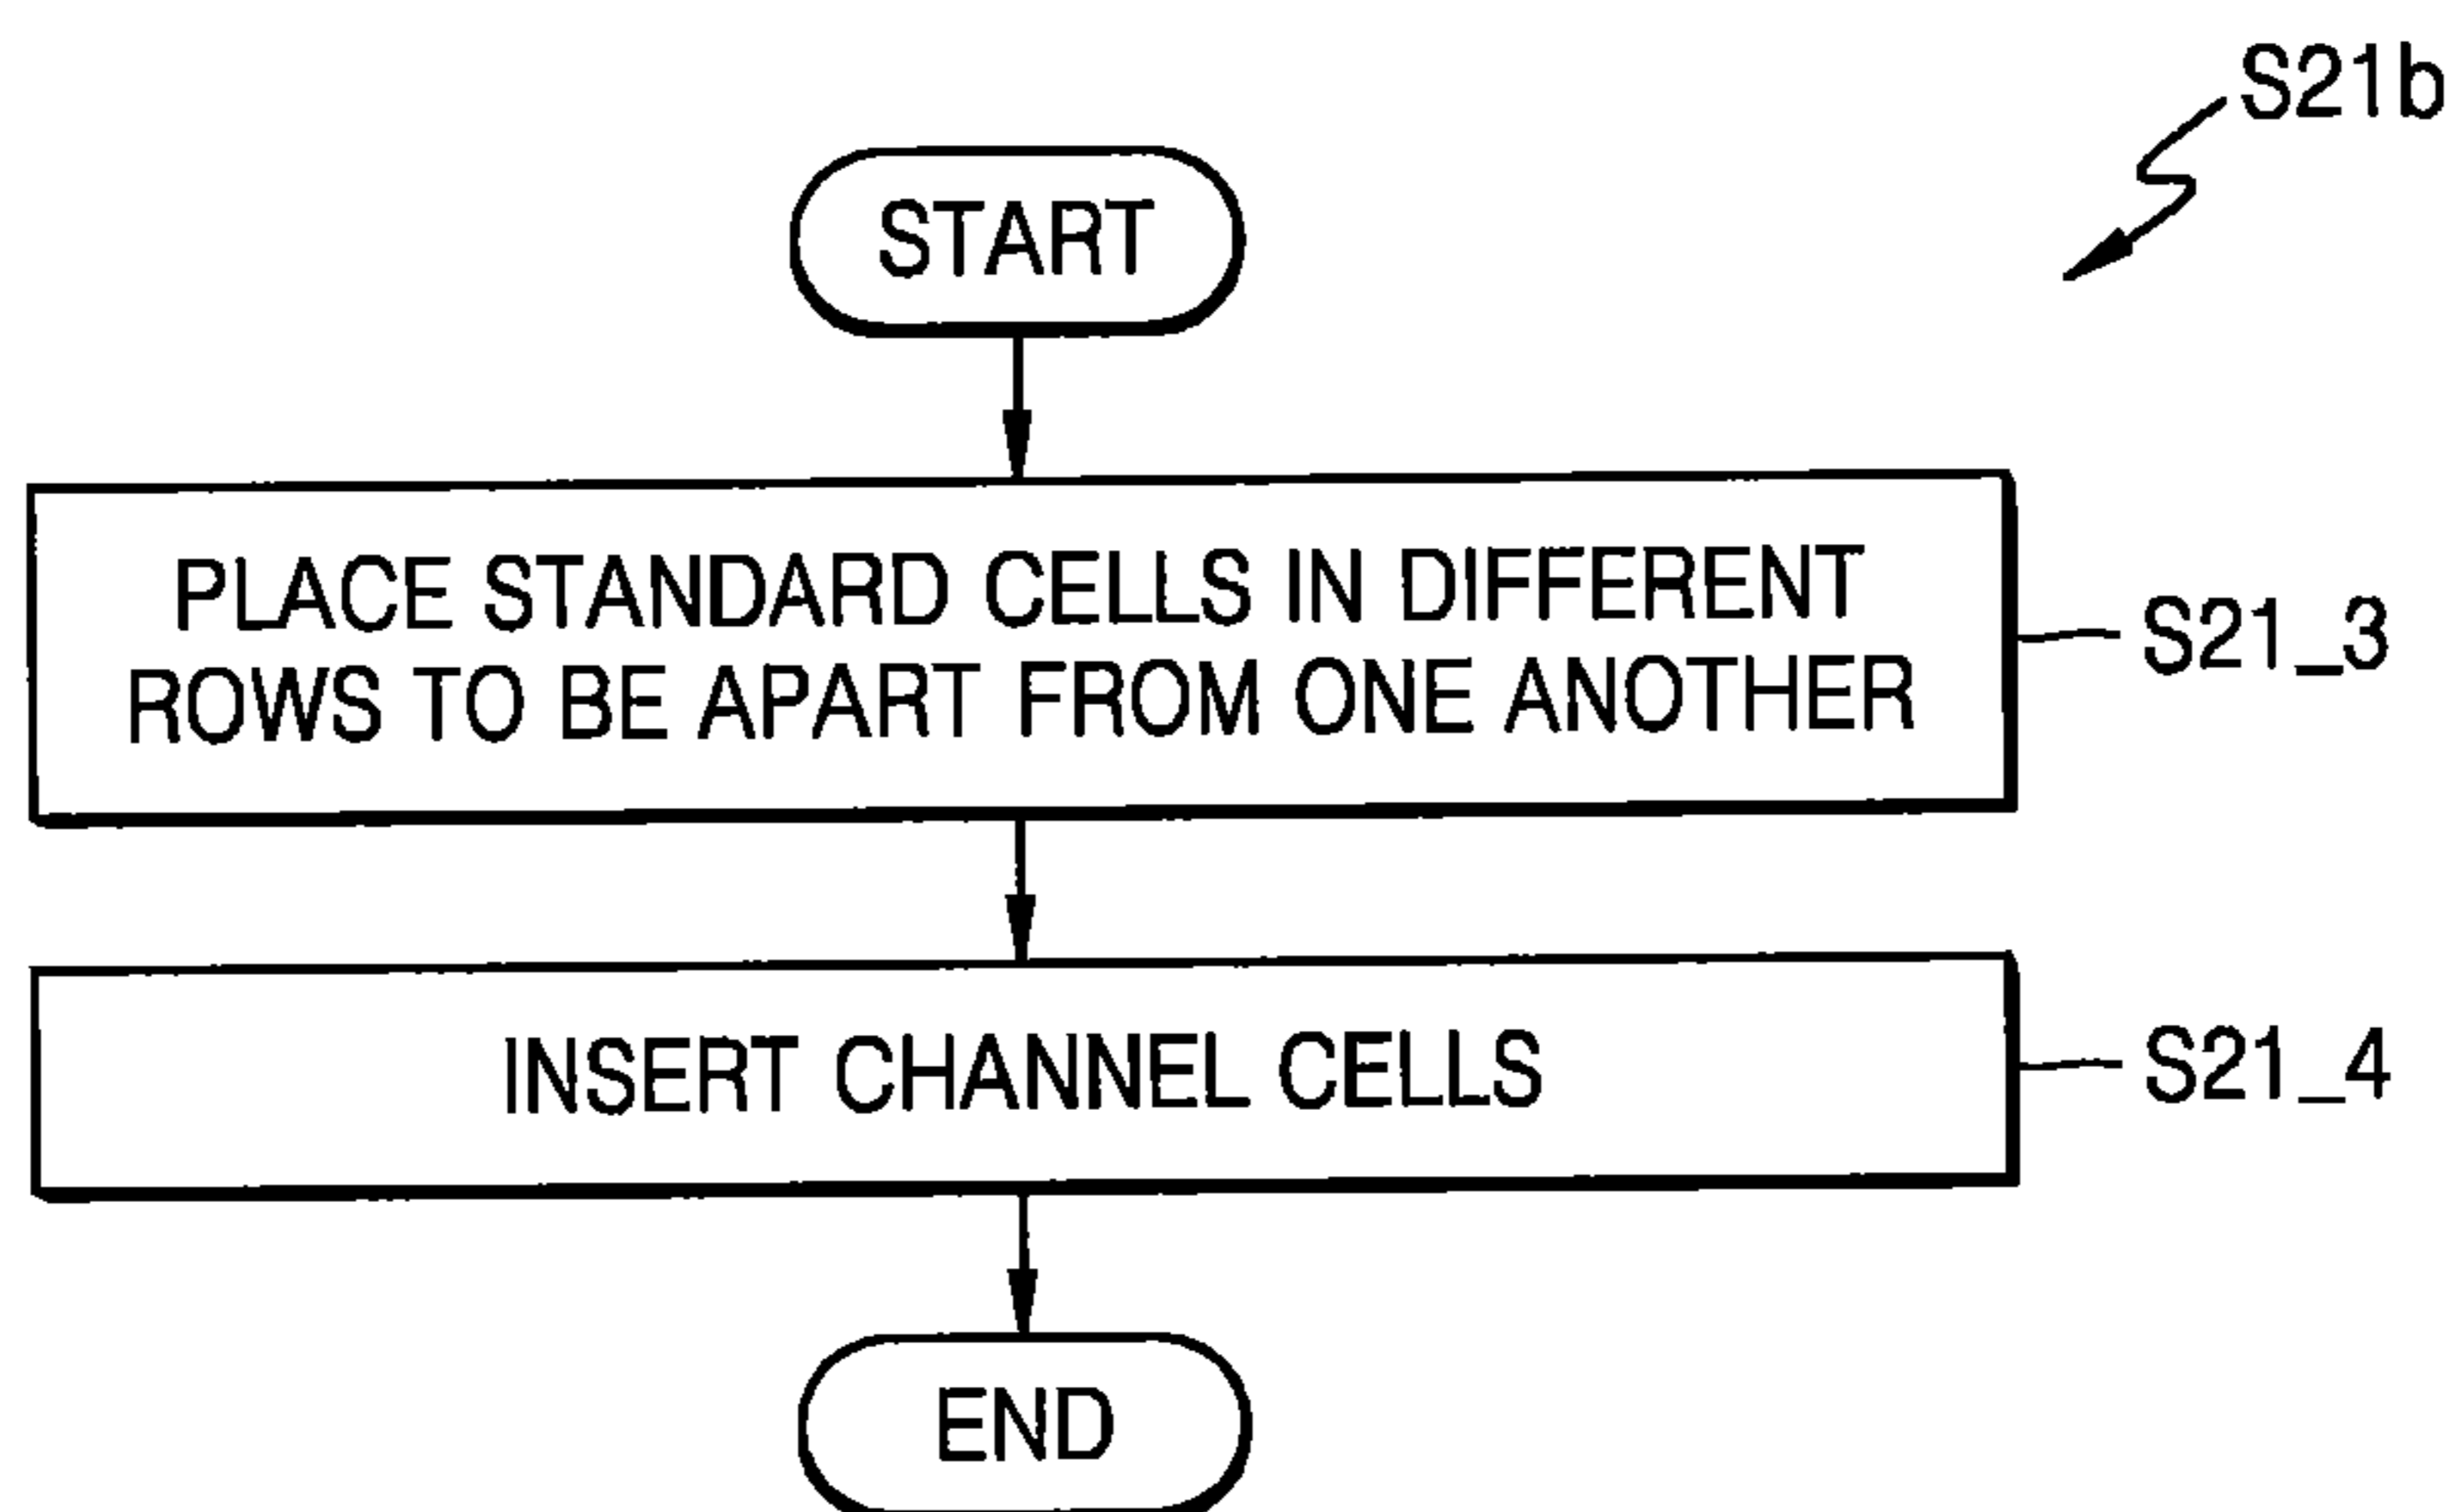 S21b
START
PLACE STANDARD CELLS IN DIFFERENT
ROWS TO BE APART FROM ONE ANOTHER
S21_3
INSERT CHANNEL CELLS
S21_4
END